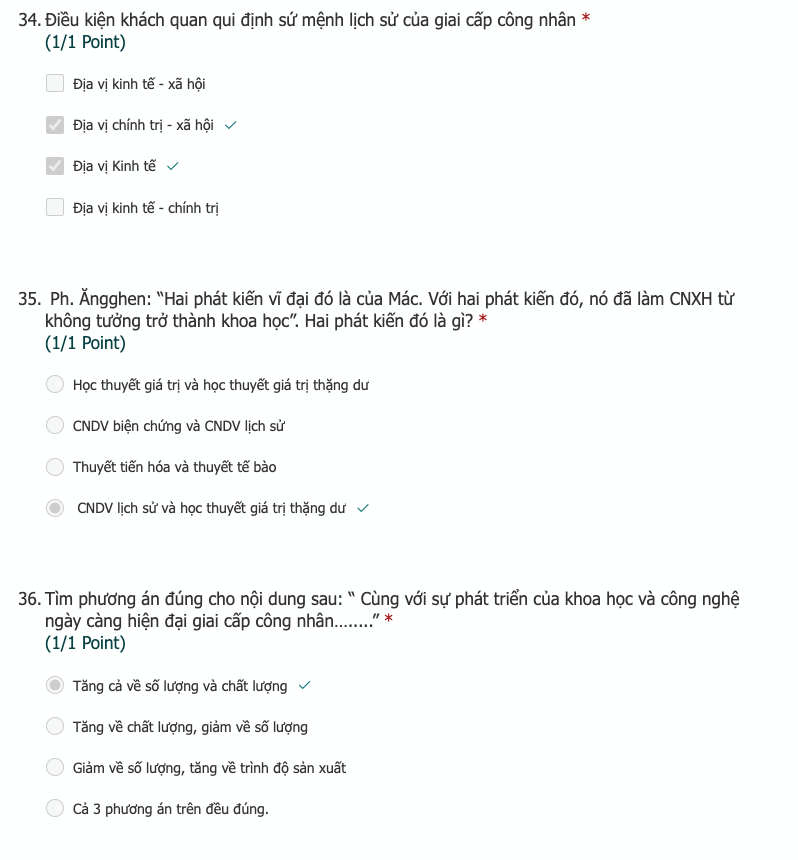 34. Điều kiện khách quan qui định sứ mệnh lịch sử của giai cấp công nhân *
(1/1 Point)
Địa vị kinh tế - xã hội
Địa vị chính trị - xã hội
Địa vị Kinh tế
Địa vị kinh tế - chính trị
35. Ph. Ăngghen: “Hai phát kiến vĩ đại đó là của Mác. Với hai phát kiến đó, nó đã làm CNXH từ
không tưởng trở thành khoa học”. Hai phát kiến đó là gì? *
(1/1 Point)
Học thuyết giá trị và học thuyết giá trị thặng dư
CNDV biện chứng và CNDV lịch sử
Thuyết tiến hóa và thuyết tế bào
CNDV lịch sử và học thuyết giá trị thặng dư
36. Tìm phương án đúng cho nội dung sau: “ Cùng với sự phát triển của khoa học và công nghệ
ngày càng hiện đại giai cấp công nhân........” *
(1/1 Point)
Tăng cả về số lượng và chất lượng
Tăng về chất lượng, giảm về số lượng
Giảm về số lượng, tăng về trình độ sản xuất
Cả 3 phương án trên đều đúng.